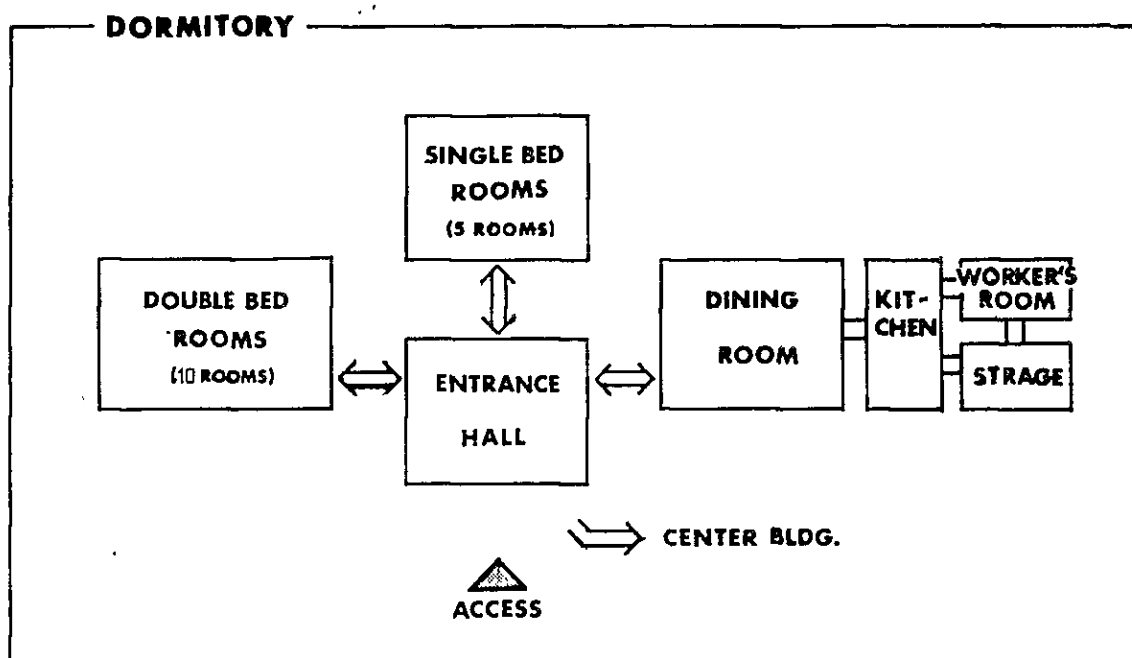 DORMITORY
SINGLE BED
ROOMS
(5 ROOMS)
DOUBLE BED
ROOMS
(10 ROOMS)
ENTRANCE
HALL
DINING
ROOM
KIT-
CHEN
WORKER'S
ROOM
STRAGE
CENTER BLDG.
ACCESS